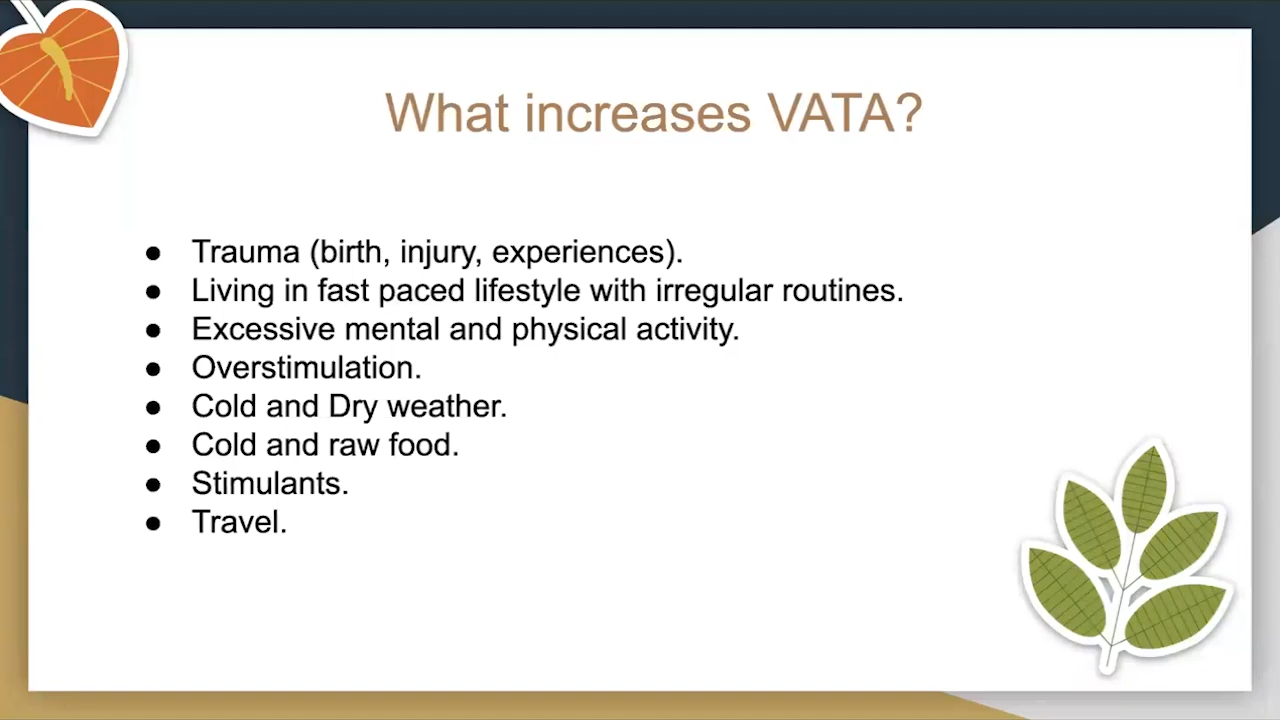 What increases VATA?
● Trauma (birth, injury, experiences).
● Living in fast paced lifestyle with irregular routines.
● Excessive mental and physical activity.
● Overstimulation.
● Cold and Dry weather.
● Cold and raw food.
● Stimulants.
● Travel.